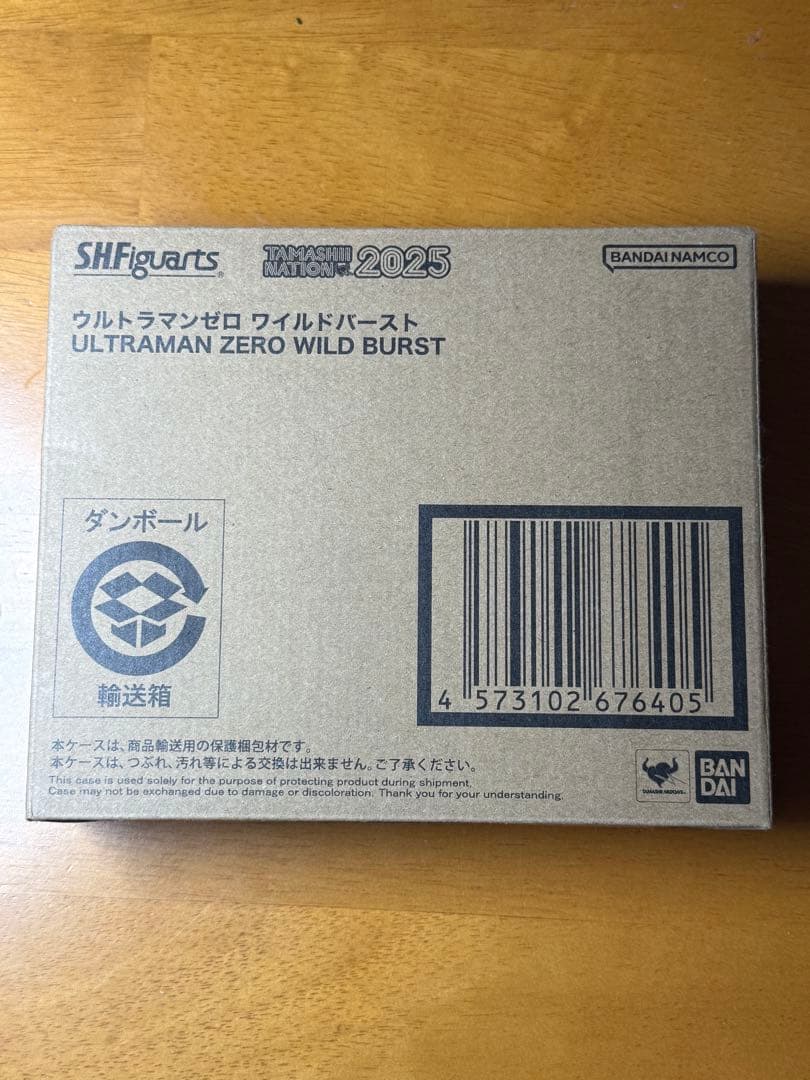 S.H.Figuarts®
TAMASHII NATION 2025
BANDAI NAMCO
ウルトラマンゼロ ワイルドバースト
ULTRAMAN ZERO WILD BURST
ダンボール
輸送箱
4 573102 676405
本ケースは、商品輸送用の保護梱包材です。
本ケースは、つぶれ、汚れ等による交換は出来ません。ご了承ください。
This case is used solely for the purpose of protecting product during shipment.
Case may not be exchanged due to damage or discoloration. Thank you for your understanding.
TAMASHII NATIONS
BAN
DAI